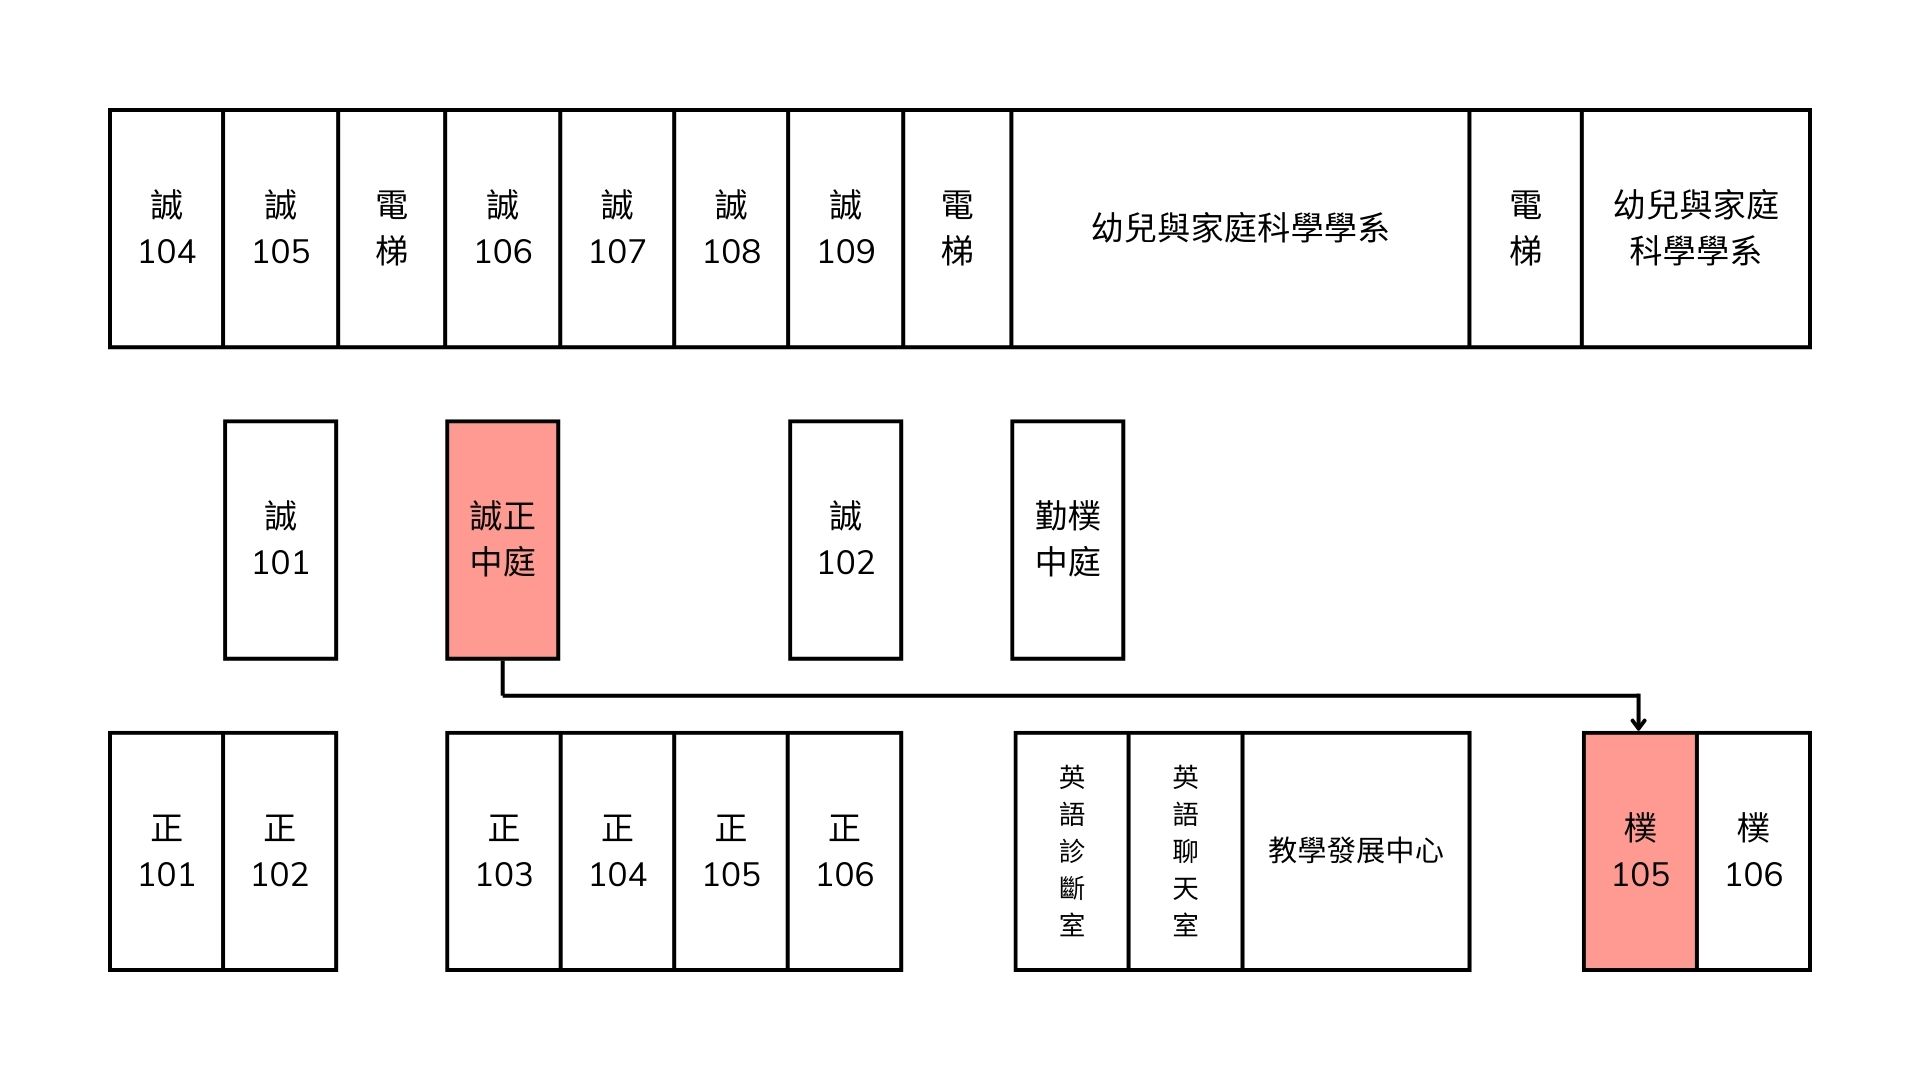 誠
104
誠
105
電
梯
誠
106
誠
107
誠
108
誠
109
電
梯
幼兒與家庭科學學系
電
梯
幼兒與家庭
科學學系
誠
101
誠正
中庭
誠
102
勤樸
中庭
正
101
正
102
正
103
正
104
正
105
正
106
英
語
診
斷
室
英
語
聊
天
室
教學發展中心
樸
105
樸
106